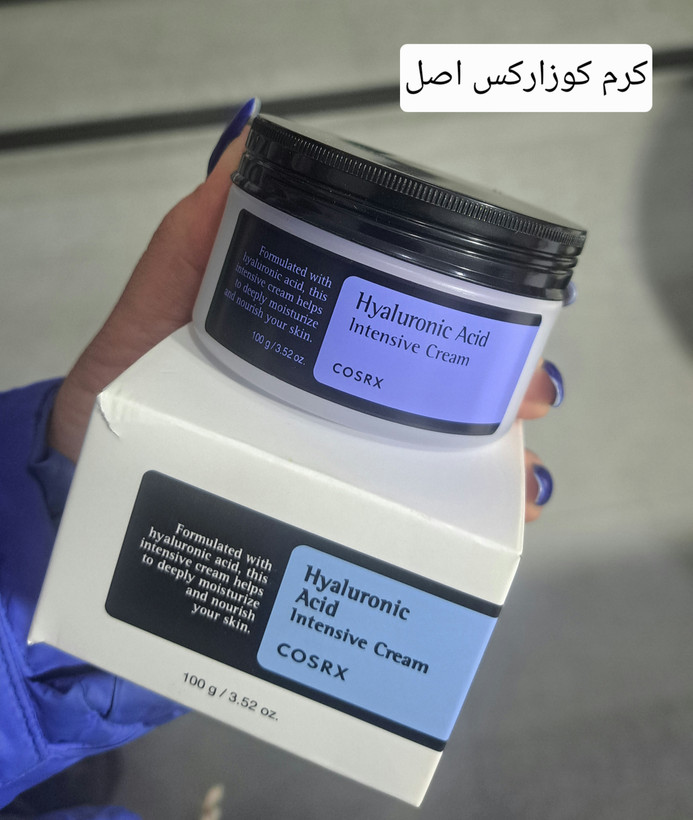 کرم کوزارکس اصل
Formulated with
hyaluronic acid, this
intensive cream helps
to deeply moisturize
and nourish your skin.
100 g / 3.52 oz.
Hyaluronic Acid
Intensive Cream
COSRX
Formulated with
hyaluronic acid, this
intensive cream helps
to deeply moisturize
and nourish
your skin.
Hyaluronic
Acid
Intensive Cream
COSRX
100 g / 3.52 oz.